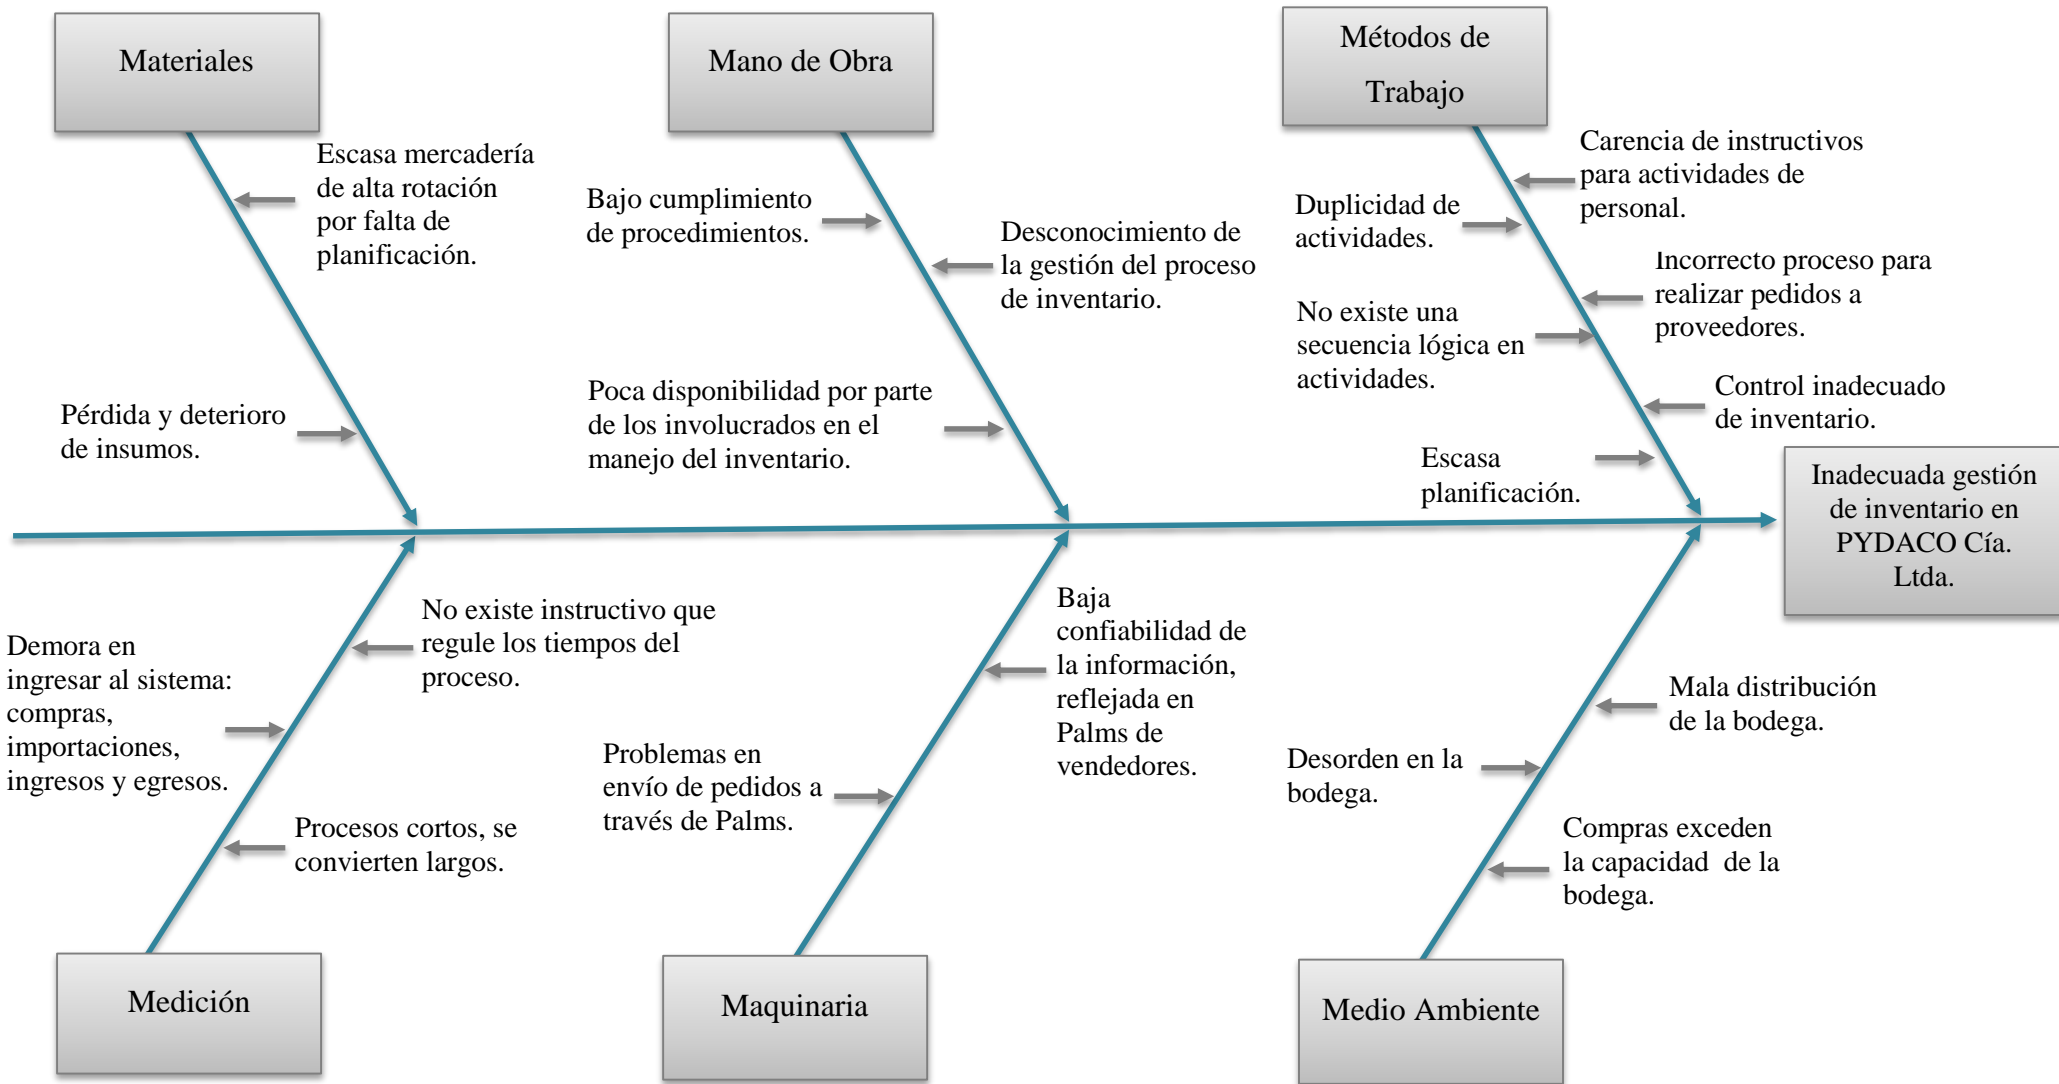 Materiales
Mano de Obra
Métodos de
Trabajo
Escasa mercadería
de alta rotación
por falta de
planificación.
Pérdida y deterioro
de insumos.
Bajo cumplimiento
de procedimientos.
Desconocimiento de
la gestión del proceso
de inventario.
Poca disponibilidad por parte
de los involucrados en el
manejo del inventario.
Carencia de instructivos
para actividades de
personal.
Duplicidad de
actividades.
Incorrecto proceso para
realizar pedidos a
proveedores.
No existe una
secuencia lógica en
actividades.
Control inadecuado
de inventario.
Escasa
planificación.
Inadecuada gestión
de inventario en
PYDACO Cía.
Ltda.
No existe instructivo que
regule los tiempos del
proceso.
Demora en
ingresar al sistema:
compras,
importaciones,
ingresos y egresos.
Procesos cortos, se
convierten largos.
Baja
confiabilidad de
la información,
reflejada en
Palms de
vendedores.
Problemas en
envío de pedidos a
través de Palms.
Mala distribución
de la bodega.
Desorden en la
bodega.
Compras exceden
la capacidad  de la
bodega.
Medición
Maquinaria
Medio Ambiente